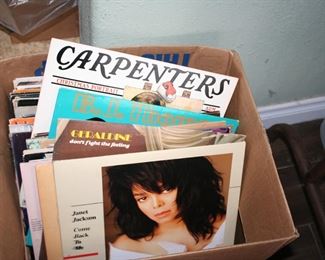 CARPENTERS
CHRISTMAS PORTRAIT
GERALDINE
don't fight the feeling
Janet
Jackson
Come
Back
To
Me